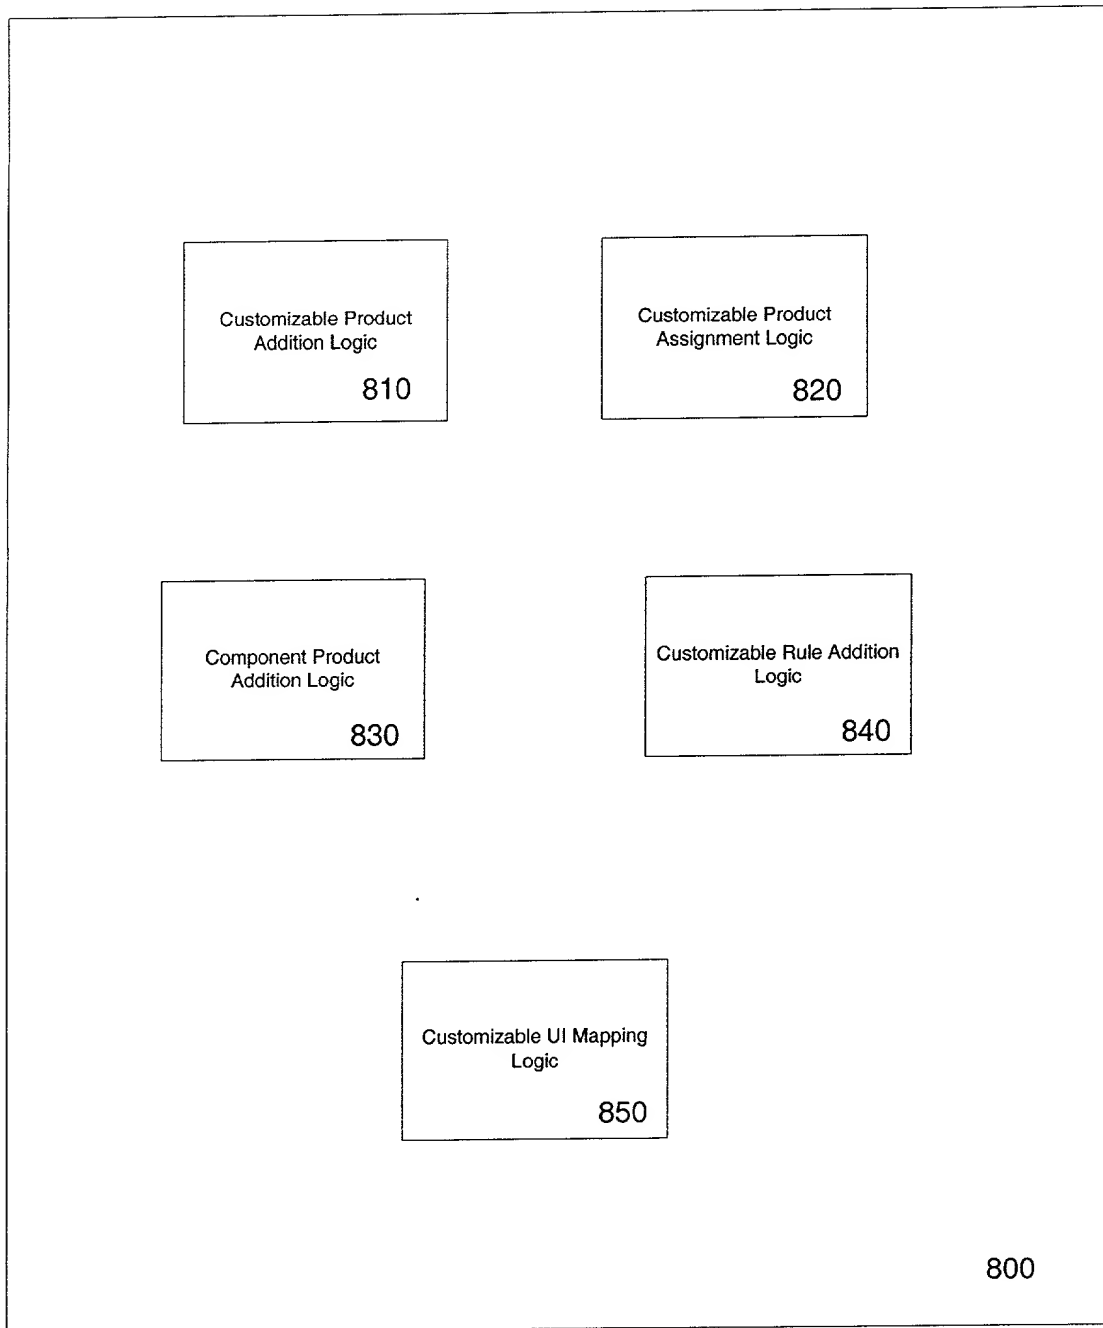 Customizable Product
Addition Logic
810
Customizable Product
Assignment Logic
820
Component Product
Addition Logic
830
Customizable Rule Addition
Logic
840
Customizable UI Mapping
Logic
850
800